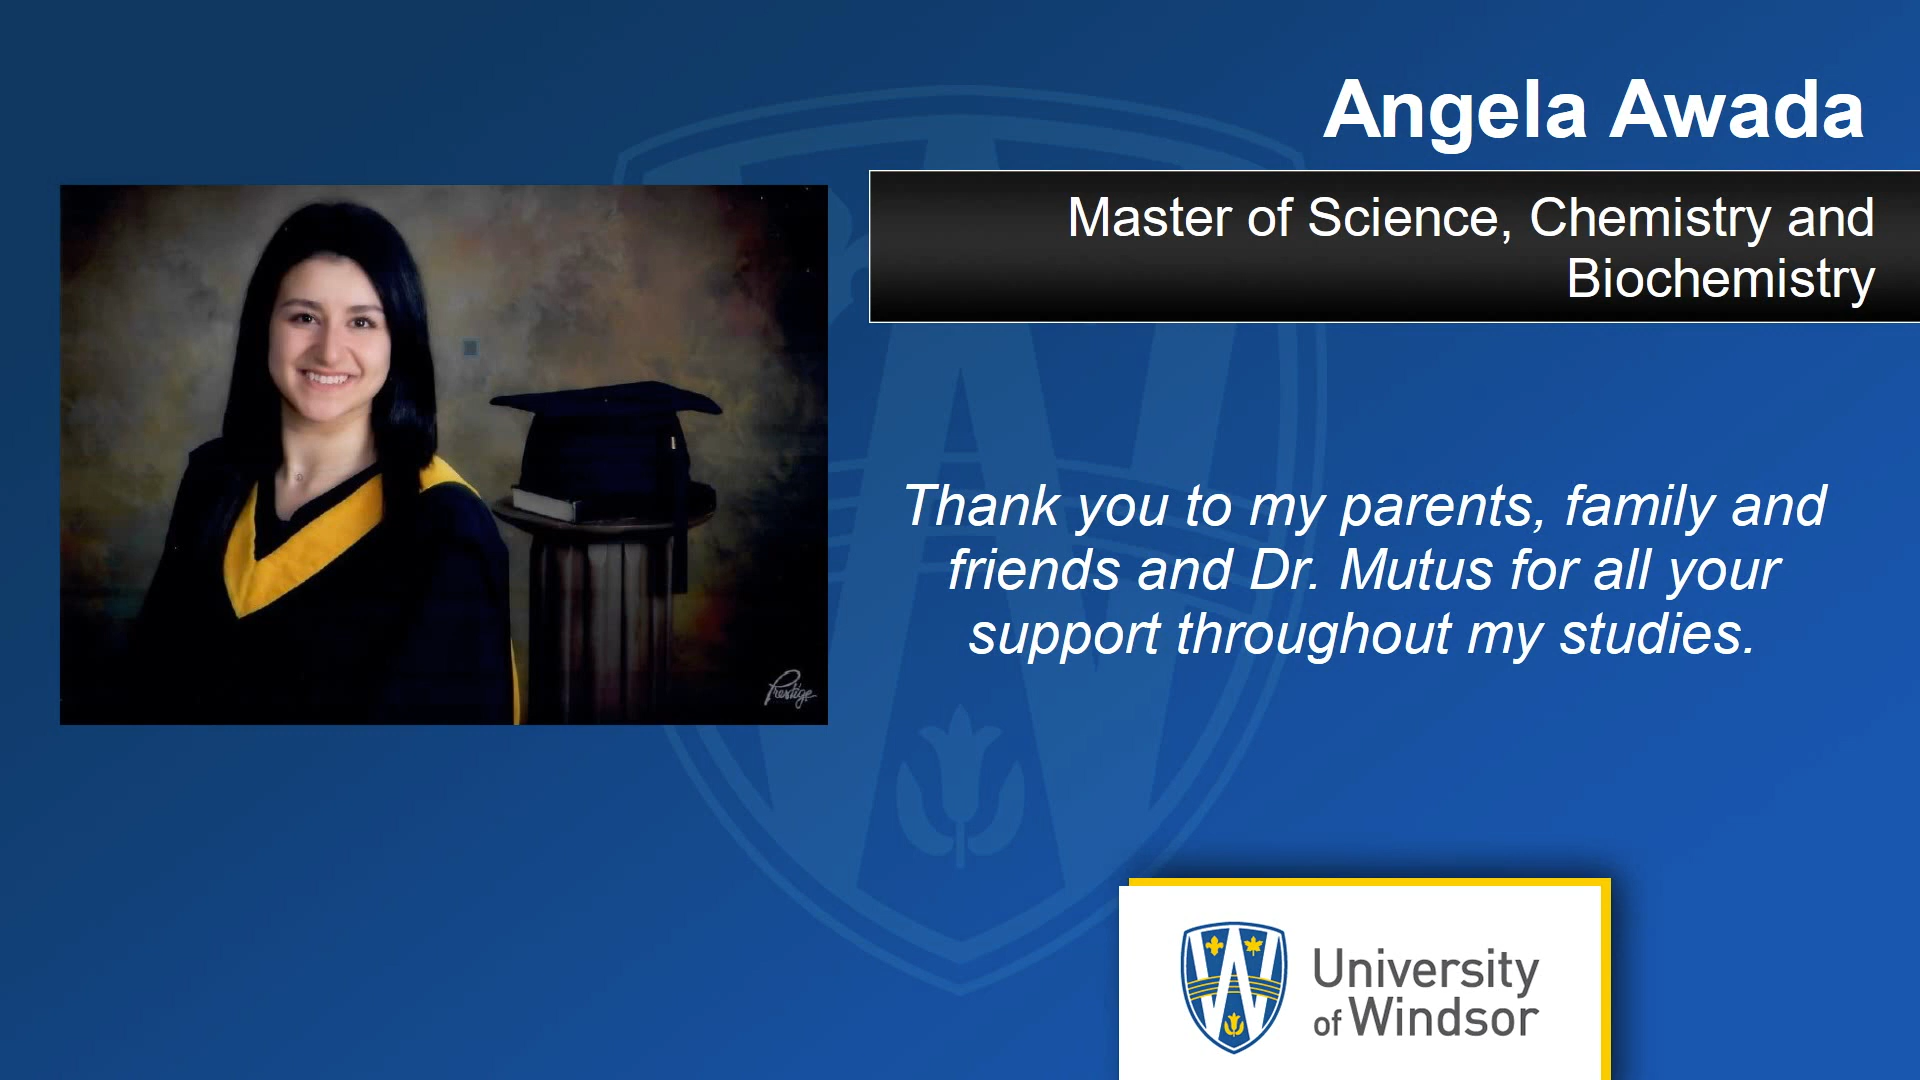 Angela Awada
Master of Science, Chemistry and
Biochemistry
Thank you to my parents, family and
friends and Dr. Mutus for all your
support throughout my studies.
Prestige
University
of Windsor